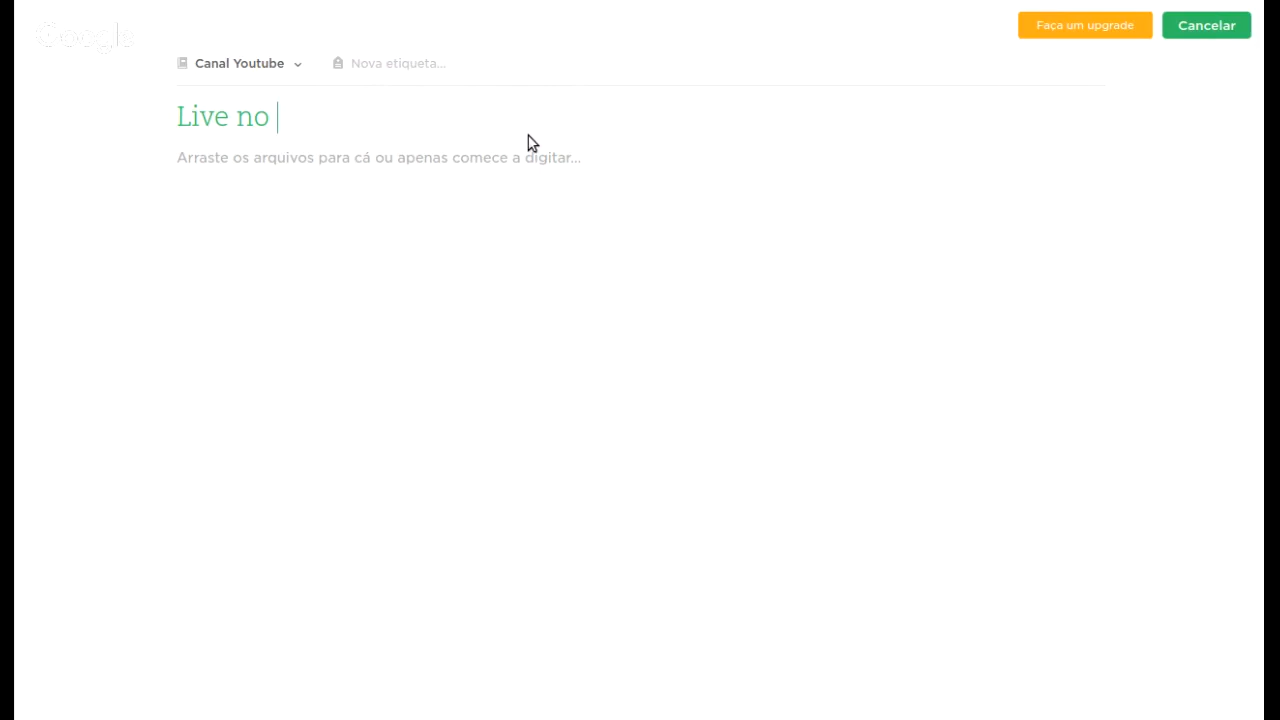 Google
Faça um upgrade
Cancelar
Canal Youtube
Nova etiqueta...
Live no
Arraste os arquivos para cá ou apenas comece a digitar...